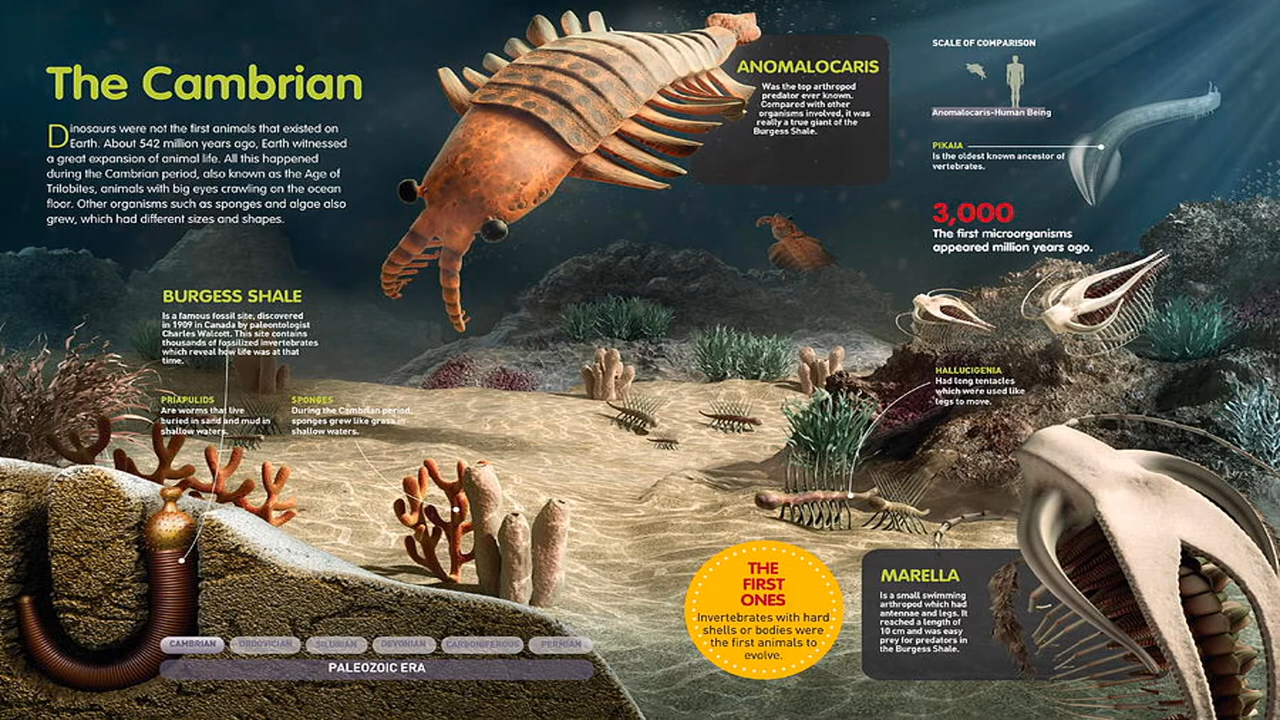 The Cambrian
Dinosaurs were not the first animals that existed on
Earth. About 542 million years ago, Earth witnessed
a great expansion of animal life. All this happened
during the Cambrian period, also known as the Age of
Trilobites, animals with big eyes crawling on the ocean
floor. Other organisms such as sponges and algae also
grew, which had different sizes and shapes.
ANOMALOCARIS
Was the top arthropod
predator ever known.
Compared with other
organisms involved, it was
really a true giant of the
Burgess Shale.
SCALE OF COMPARISON
Anomalocaris-Human Being
PIKAIA
Is the oldest known ancestor of
vertebrates.
3,000
The first microorganisms
appeared million years ago.
BURGESS SHALE
Is a famous fossil site, discovered
in 1909 in Canada by paleontologist
Charles Walcott. This site contains
thousands of fossilized invertebrates
which reveal how life was at that
time.
PRIAPULIDS
Are worms that live
buried in sand and mud in
shallow waters.
SPONGES
During the Cambrian period,
sponges grew like grass in
shallow waters.
HALLUCIGENIA
Had long tentacles
which were used like
legs to move.
THE
FIRST
ONES
Invertebrates with hard
shells or bodies were
the first animals to
evolve.
MARELLA
Is a small swimming
arthropod which had
antennae and legs. It
reached a length of
10 cm and was easy
prey for predators in
the Burgess Shale.
CAMBRIAN ORDOVICIAN SILURIAN DEVONIAN CARBONIFEROUS PERMIAN
PALEOZOIC ERA